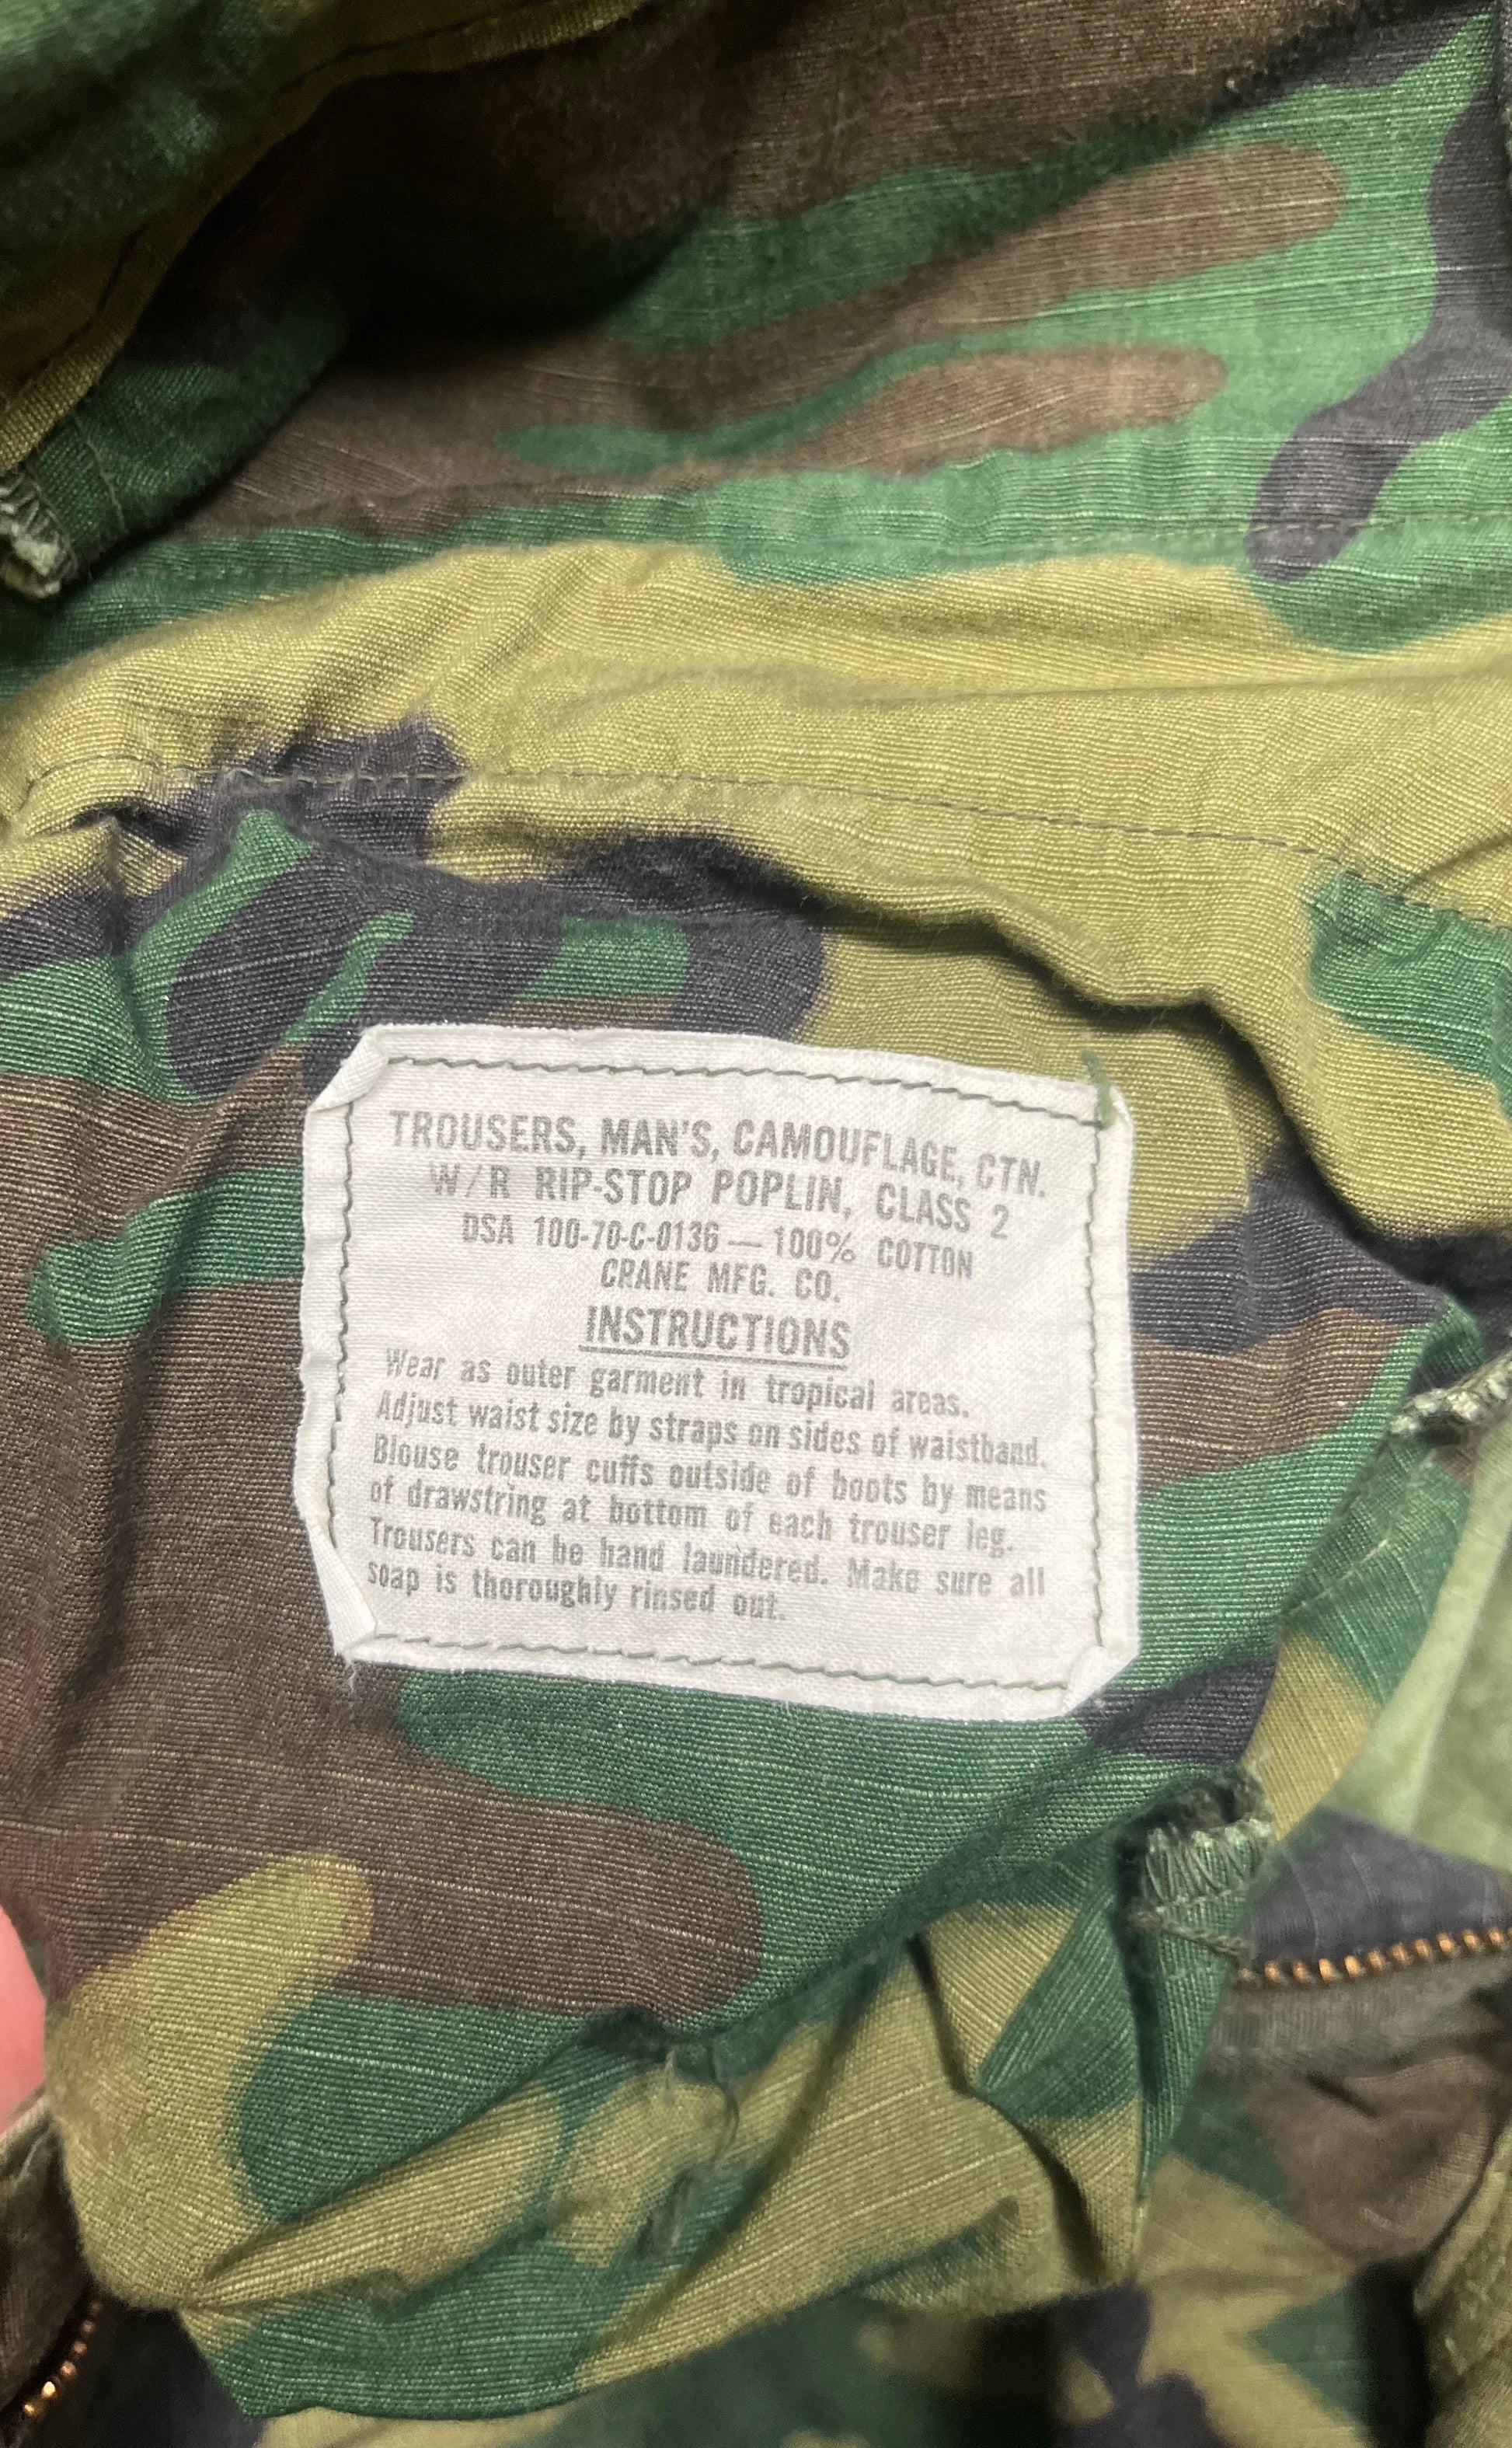 TROUSERS, MAN'S, CAMOUFLAGE, CTN.
W/R RIP-STOP POPLIN, CLASS 2
DSA 100-70-C-0136 — 100% COTTON
CRANE MFG. CO.
INSTRUCTIONS
Wear as outer garment in tropical areas.
Adjust waist size by straps on sides of waistband.
Blouse trouser cuffs outside of boots by means
of drawstring at bottom of each trouser leg.
Trousers can be hand laundered. Make sure all
soap is thoroughly rinsed out.